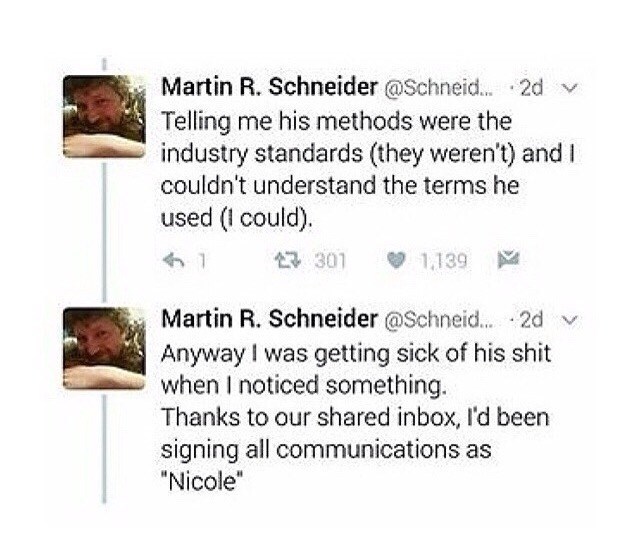 Martin R. Schneider @Schneid... · 2d
Telling me his methods were the
industry standards (they weren't) and I
couldn't understand the terms he
used (I could).
1 301 1,139
Martin R. Schneider @Schneid... · 2d
Anyway I was getting sick of his shit
when I noticed something.
Thanks to our shared inbox, I'd been
signing all communications as
"Nicole"